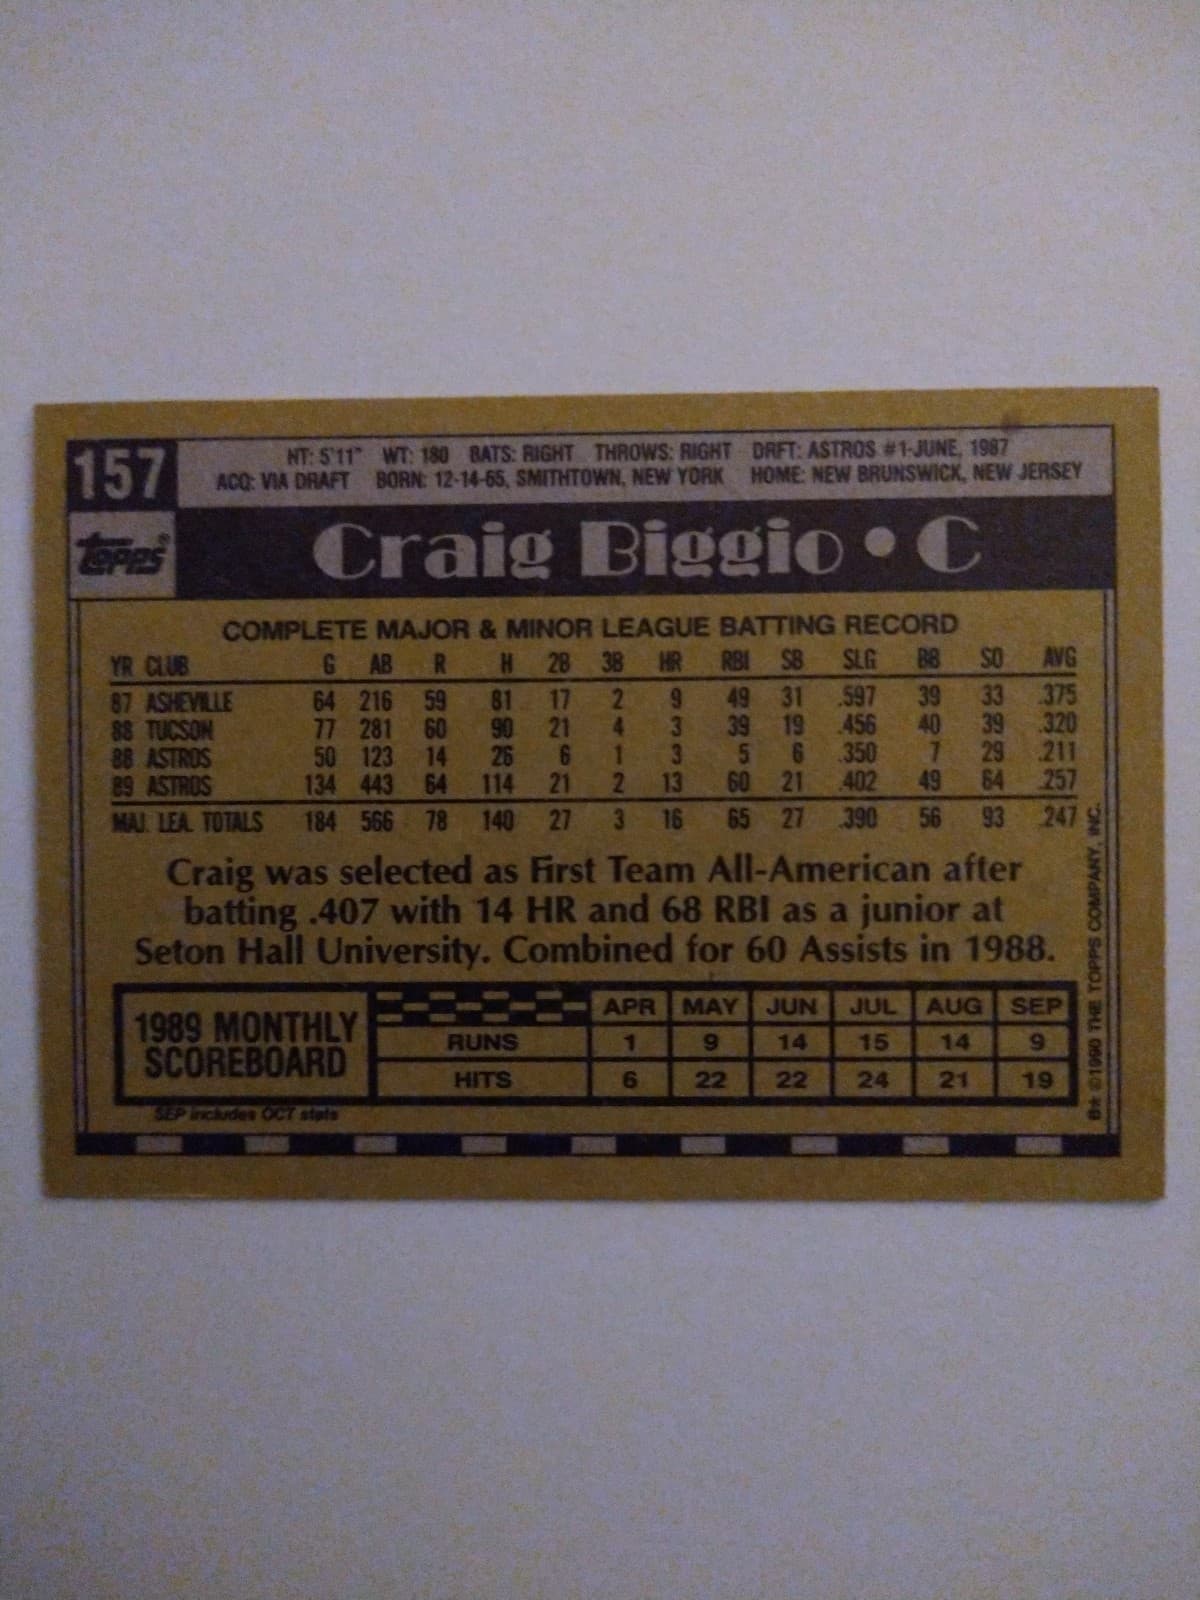 157
HT: 5'11" WT: 180 BATS: RIGHT THROWS: RIGHT DRFT: ASTROS #1-JUNE, 1987
ACQ: VIA DRAFT BORN: 12-14-65, SMITHTOWN, NEW YORK HOME: NEW BRUNSWICK, NEW JERSEY
Topps®
Craig Biggio • C
COMPLETE MAJOR & MINOR LEAGUE BATTING RECORD
YR CLUB G AB R H 2B 3B HR RBI SB SLG BB SO AVG
87 ASHEVILLE 64 216 59 81 17 2 9 49 31 .597 39 33 .375
88 TUCSON 77 281 60 90 21 4 3 39 19 .456 40 39 .320
88 ASTROS 50 123 14 26 6 1 3 5 6 .350 7 29 .211
89 ASTROS 134 443 64 114 21 2 13 60 21 .402 49 64 .257
MAJ. LEA. TOTALS 184 566 78 140 27 3 16 65 27 .390 56 93 .247
Craig was selected as First Team All-American after
batting .407 with 14 HR and 68 RBI as a junior at
Seton Hall University. Combined for 60 Assists in 1988.
1989 MONTHLY
SCOREBOARD
APR MAY JUN JUL AUG SEP
RUNS 1 9 14 15 14 9
HITS 6 22 22 24 21 19
SEP includes OCT stats
B* ©1990 THE TOPPS COMPANY, INC.